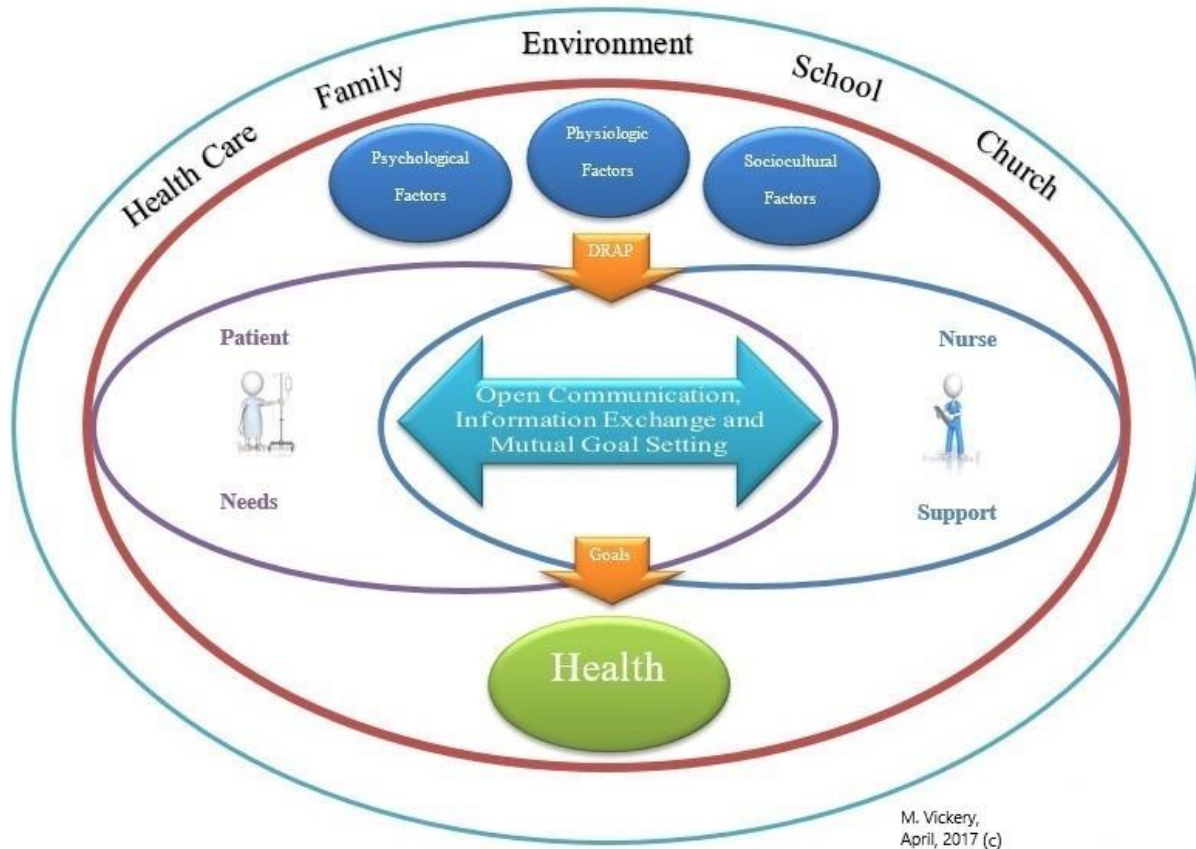 Environment
Family
School
Health Care
Church
Psychological
Factors
Physiologic
Factors
Sociocultural
Factors
DRAP
Patient
Nurse
Open Communication,
Information Exchange and
Mutual Goal Setting
Needs
Support
Goals
Health
M. Vickery,
April, 2017 (c)